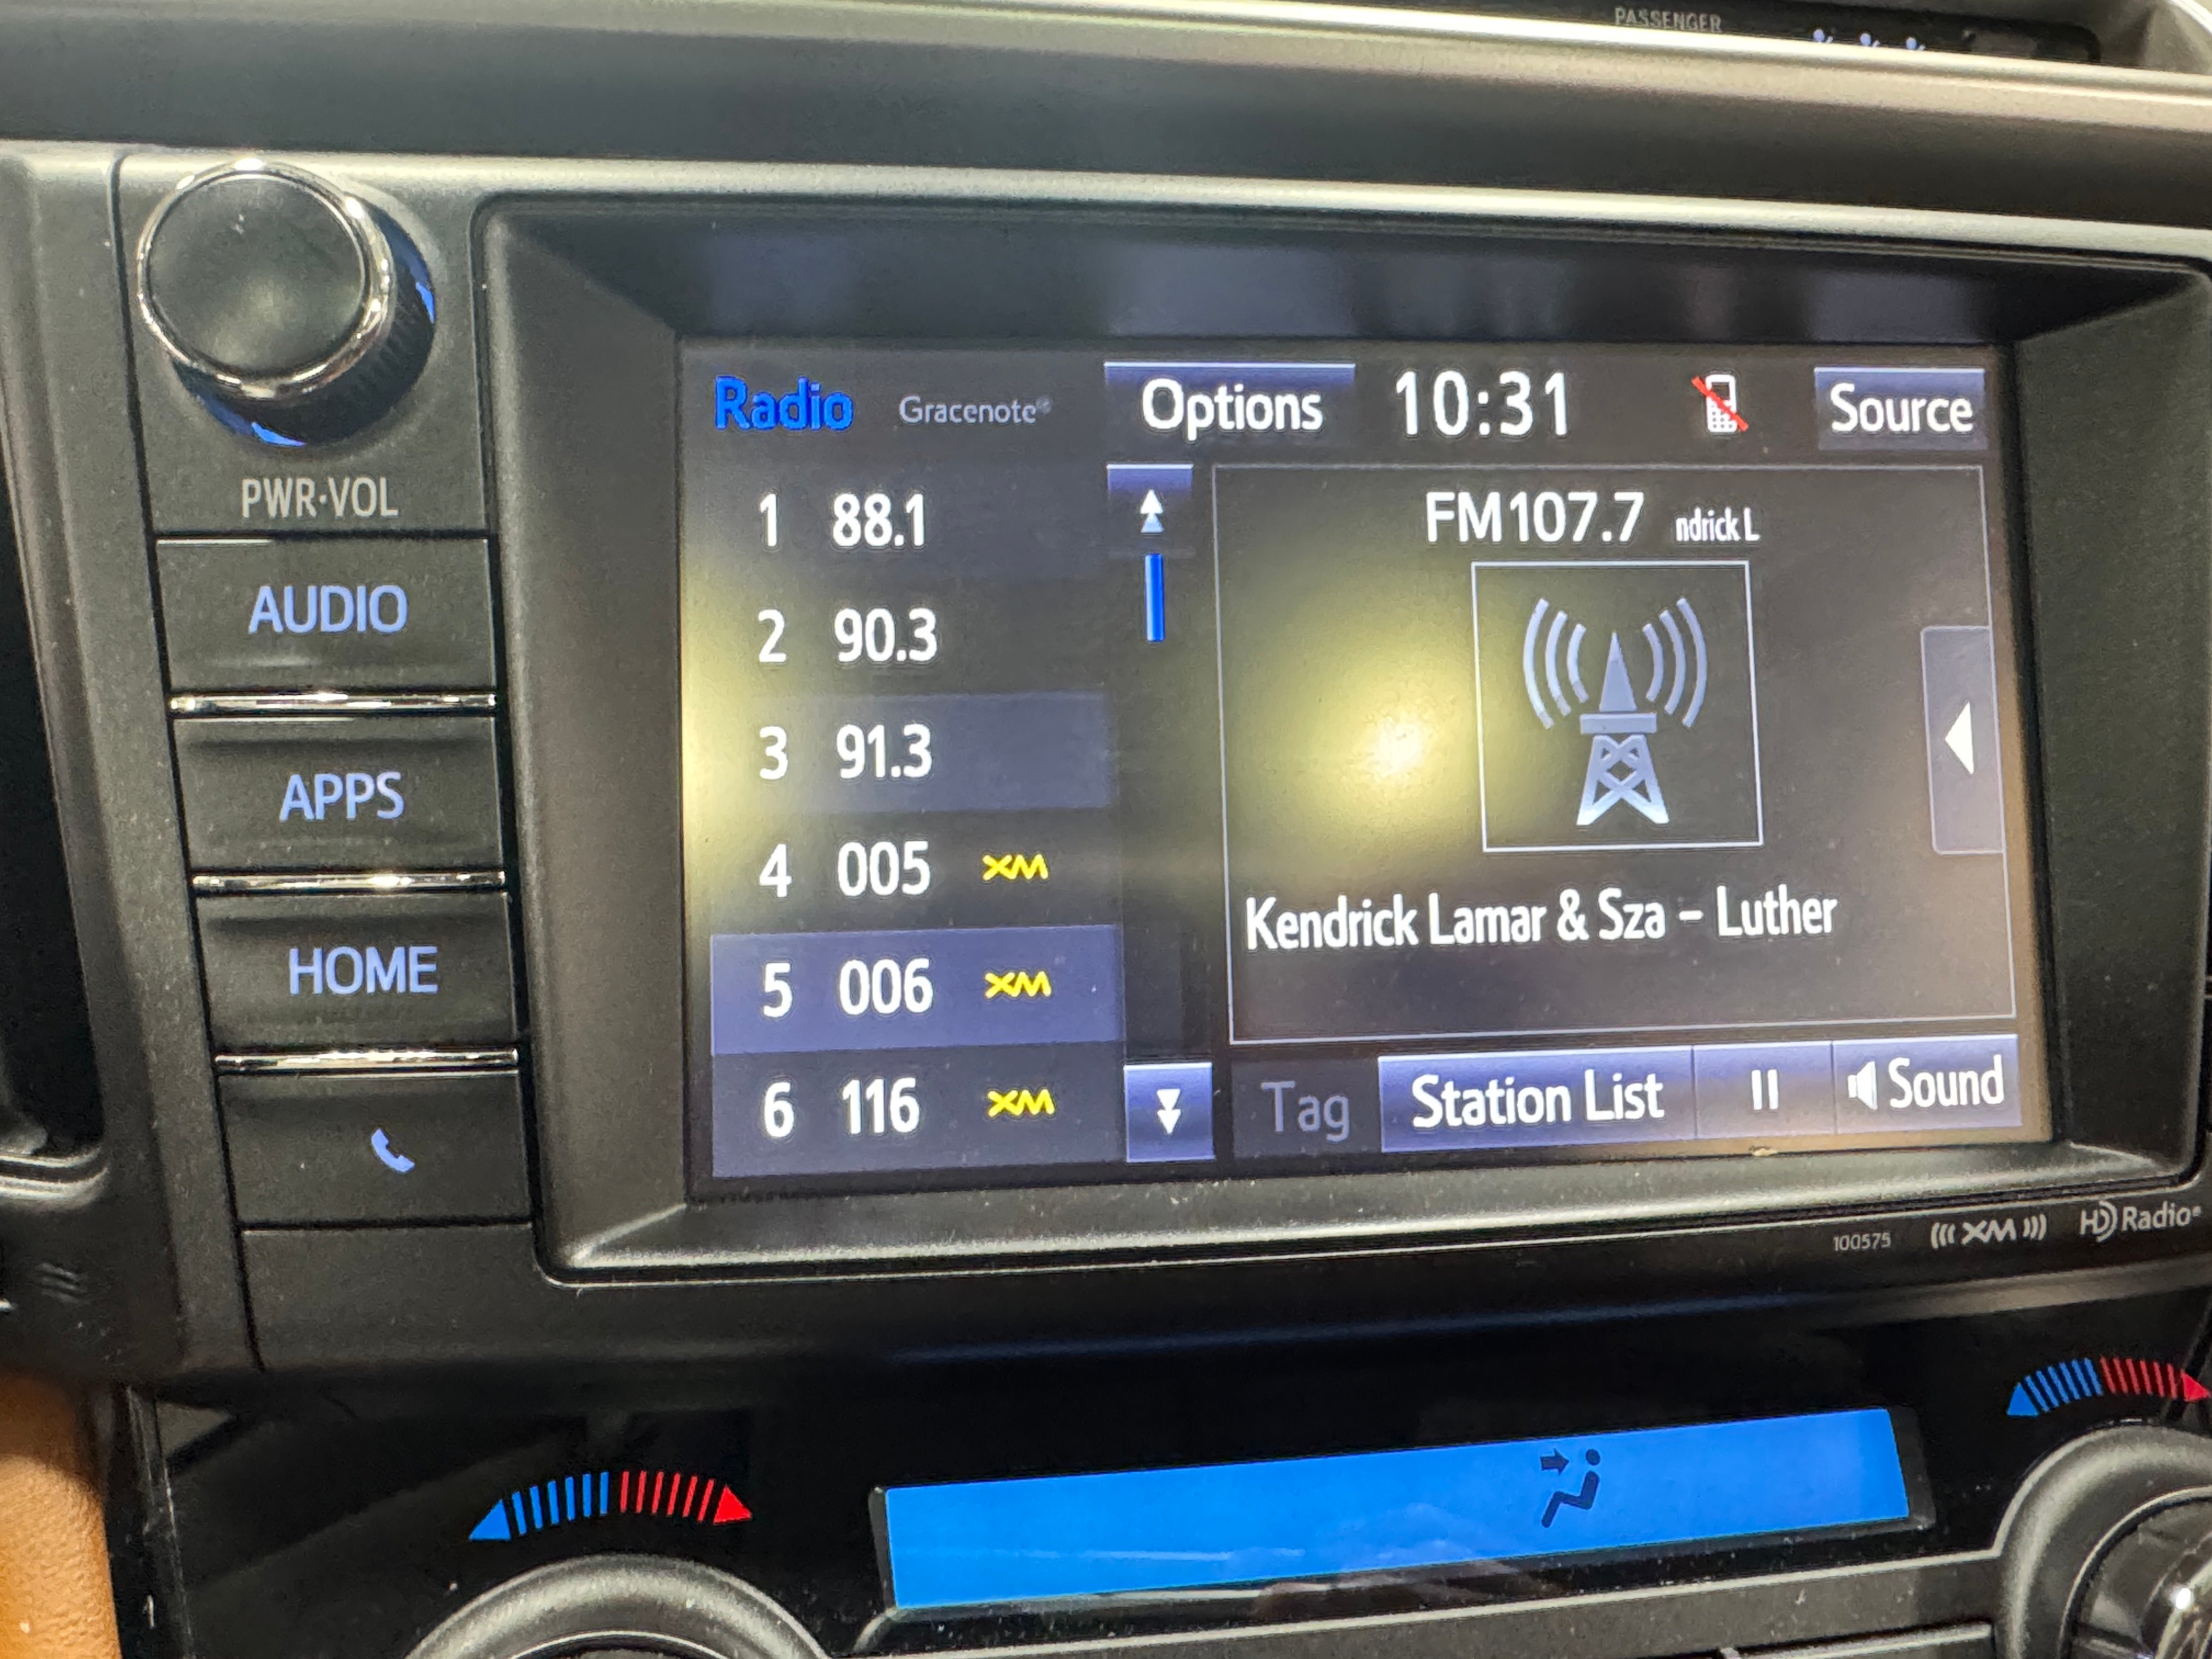 PASSENGER
PWR·VOL
AUDIO
APPS
HOME
Radio Gracenote® Options 10:31 Source
1 88.1
2 90.3
3 91.3
4 005 XM
5 006 XM
6 116 XM
FM107.7 ndrick L
Kendrick Lamar & Sza – Luther
Tag Station List II Sound
100575 ((( XM ))) HD Radio®